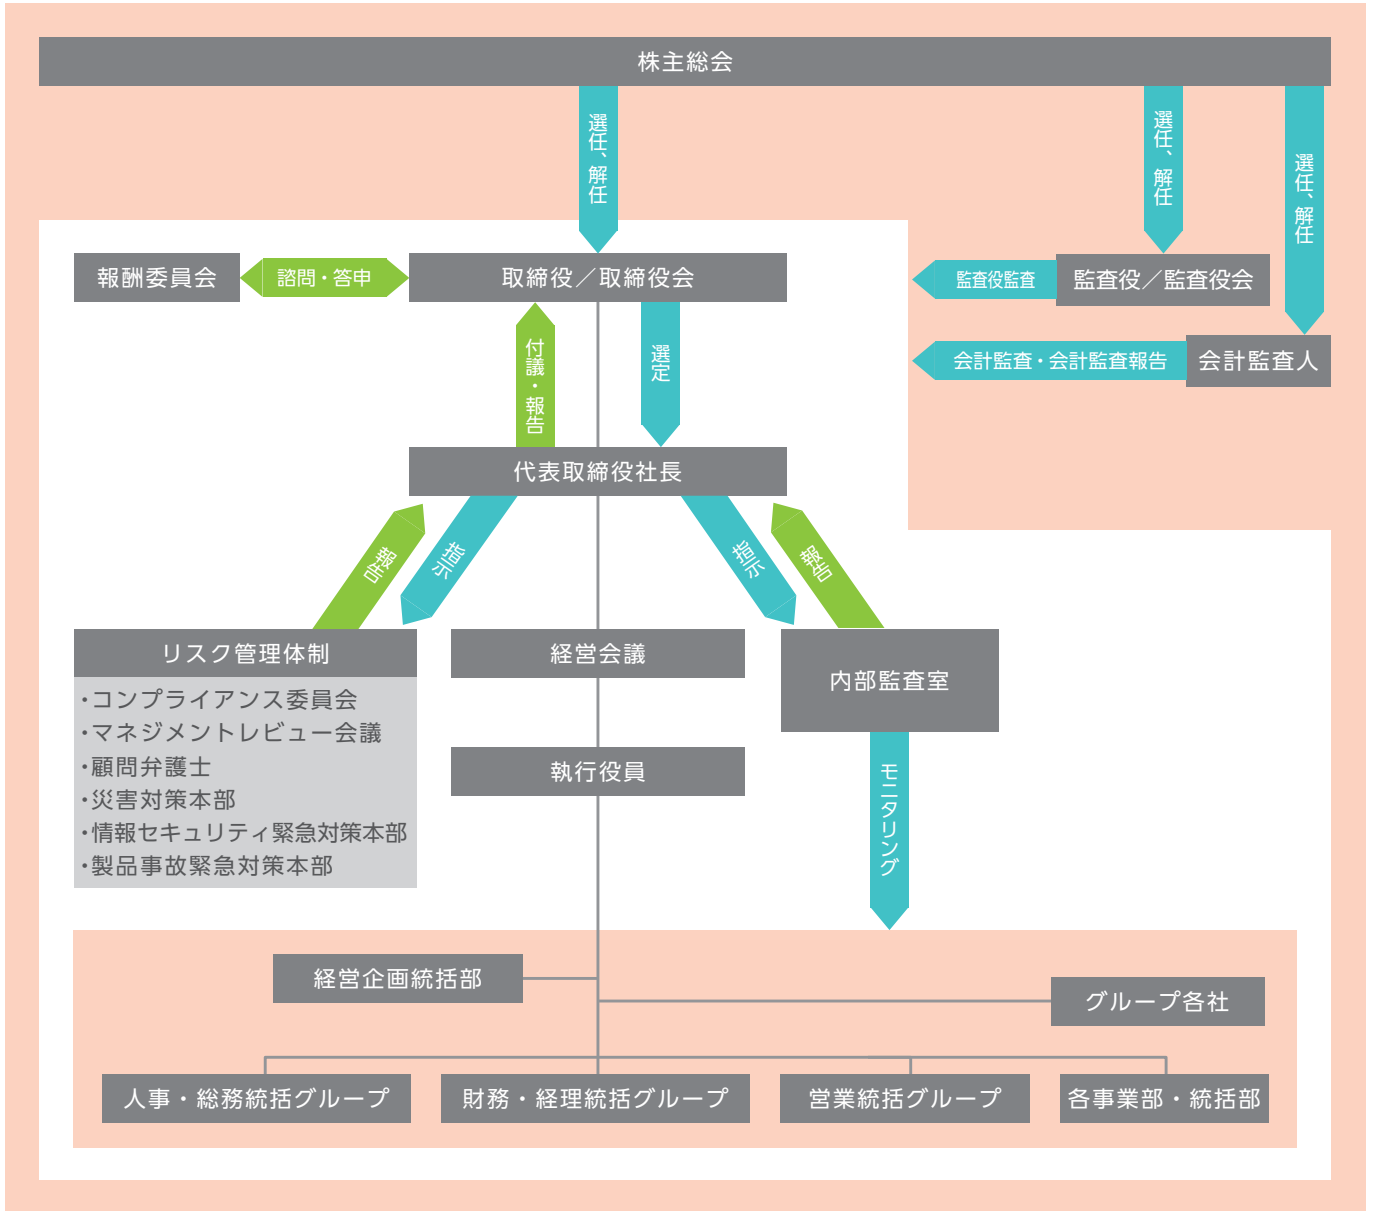 株主総会
選任、解任
選任、解任
選任、解任
報酬委員会
諮問・答申
取締役／取締役会
監査役監査
監査役／監査役会
会計監査・会計監査報告
会計監査人
付議・報告
選定
代表取締役社長
報告
指示
指示
報告
リスク管理体制
・コンプライアンス委員会
・マネジメントレビュー会議
・顧問弁護士
・災害対策本部
・情報セキュリティ緊急対策本部
・製品事故緊急対策本部
経営会議
内部監査室
執行役員
モニタリング
経営企画統括部
グループ各社
人事・総務統括グループ
財務・経理統括グループ
営業統括グループ
各事業部・統括部